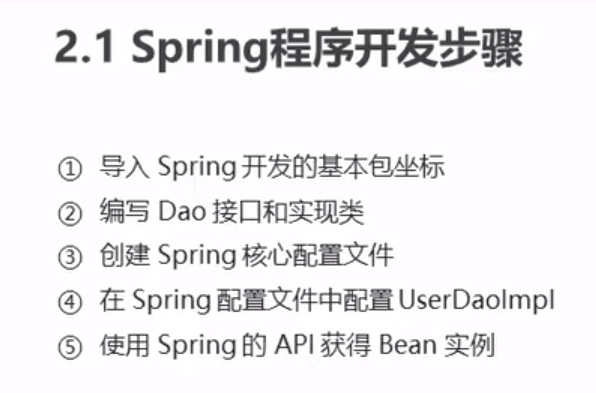 2.1 Spring程序开发步骤
① 导入 Spring 开发的基本包坐标
② 编写 Dao 接口和实现类
③ 创建 Spring 核心配置文件
④ 在 Spring 配置文件中配置 UserDaoImpl
⑤ 使用 Spring 的 API 获得 Bean 实例